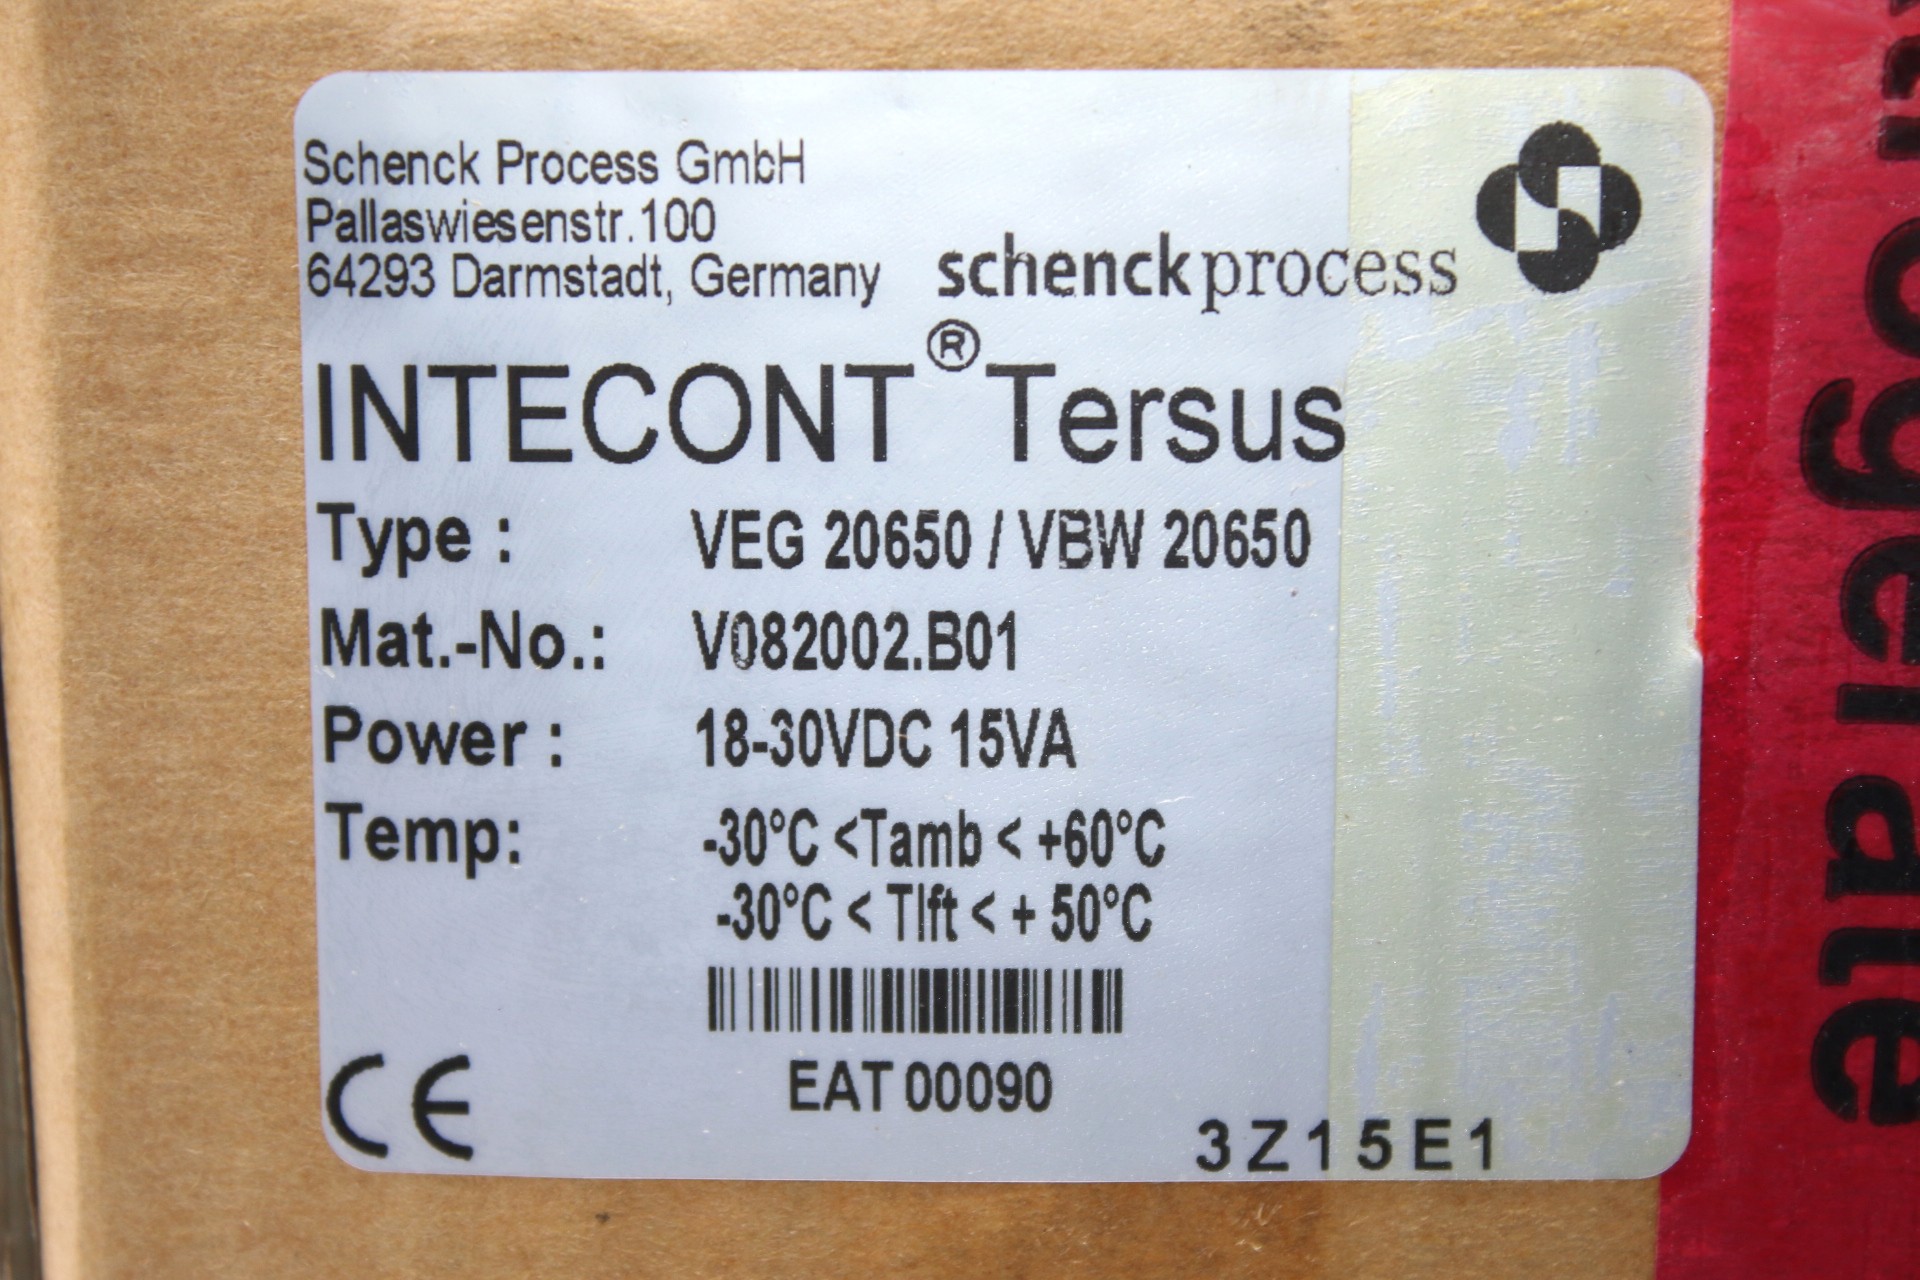 Schenck Process GmbH
Pallaswiesenstr.100
64293 Darmstadt, Germany
schenckprocess
INTECONT® Tersus
Type : VEG 20650 / VBW 20650
Mat.-No.: V082002.B01
Power : 18-30VDC 15VA
Temp: -30°C <Tamb < +60°C
-30°C < Tlft < + 50°C
EAT 00090
CE
3Z15E1